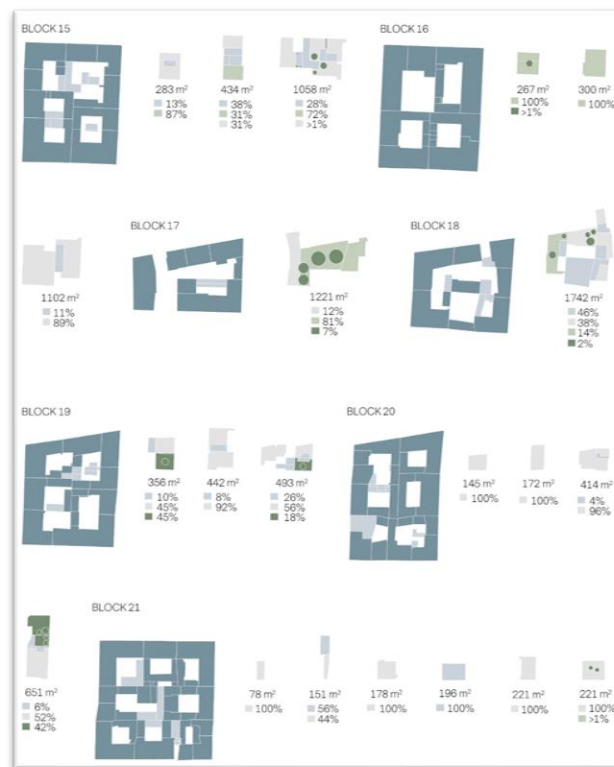 BLOCK 15
283 m²
13%
87%
434 m²
38%
31%
31%
1058 m²
28%
72%
>1%
BLOCK 16
267 m²
100%
>1%
300 m²
100%
1102 m²
11%
89%
BLOCK 17
1221 m²
12%
81%
7%
BLOCK 18
1742 m²
46%
38%
14%
2%
BLOCK 19
356 m²
10%
45%
45%
442 m²
8%
92%
493 m²
26%
56%
18%
BLOCK 20
145 m²
100%
172 m²
100%
414 m²
4%
96%
651 m²
6%
52%
42%
BLOCK 21
78 m²
100%
151 m²
56%
44%
178 m²
100%
196 m²
100%
221 m²
100%
221 m²
100%
>1%